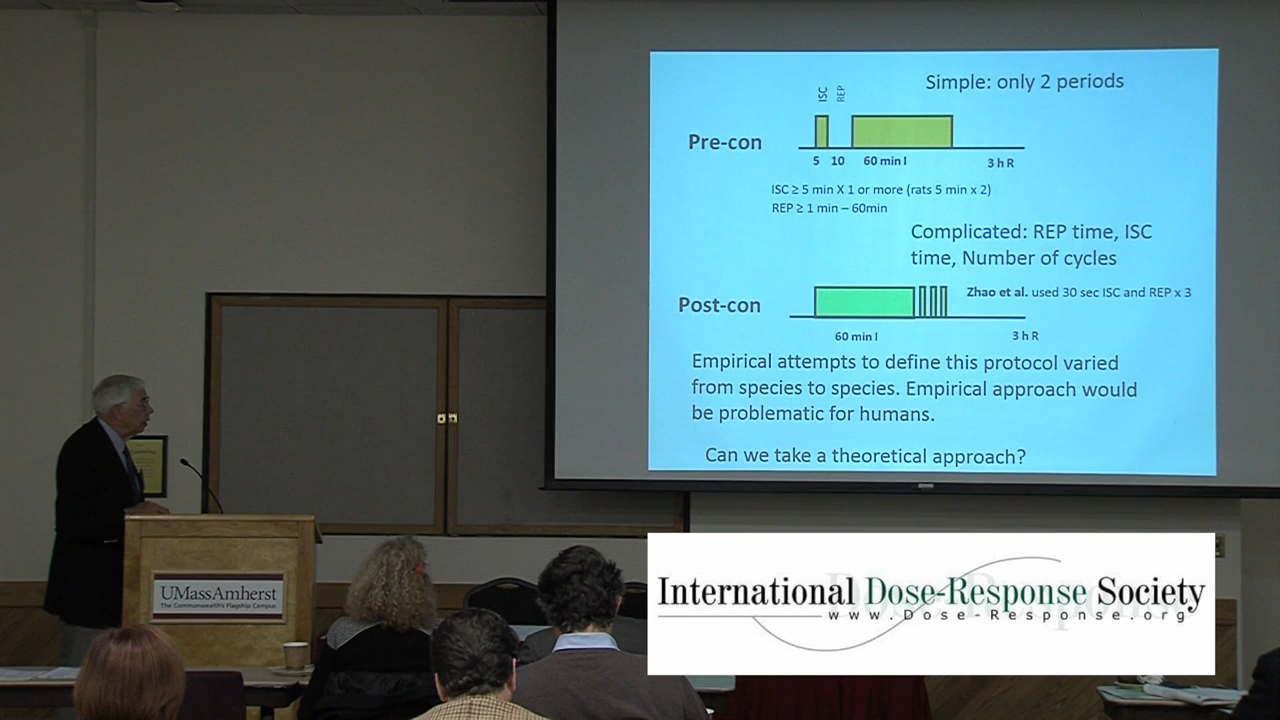 Simple: only 2 periods
ISC
REP
Pre-con
5 10 60 min I 3 h R
ISC ≥ 5 min X 1 or more (rats 5 min x 2)
REP ≥ 1 min – 60min
Complicated: REP time, ISC
time, Number of cycles
Zhao et al. used 30 sec ISC and REP x 3
Post-con
60 min I 3 h R
Empirical attempts to define this protocol varied
from species to species. Empirical approach would
be problematic for humans.
Can we take a theoretical approach?
UMassAmherst
The Commonwealth's Flagship Campus
International Dose-Response Society
www.Dose-Response.org